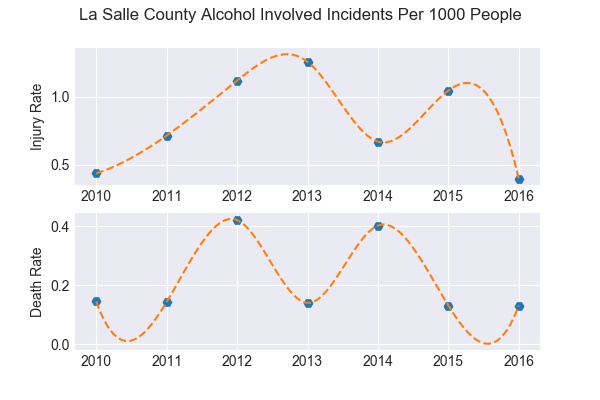 La Salle County Alcohol Involved Incidents Per 1000 People
Injury Rate
1.0
0.5
2010 2011 2012 2013 2014 2015 2016
Death Rate
0.4
0.2
0.0
2010 2011 2012 2013 2014 2015 2016